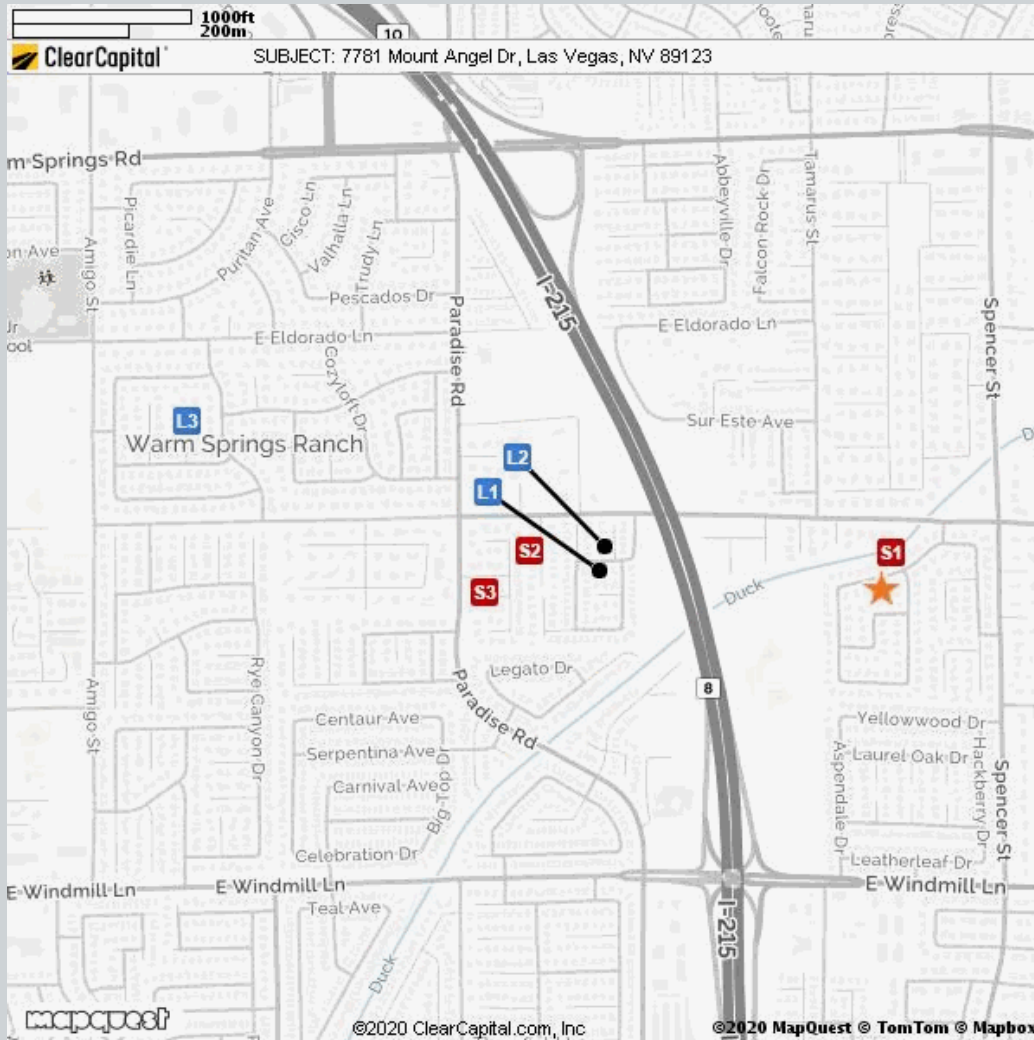 1000ft
200m
10
ClearCapital
SUBJECT: 7781 Mount Angel Dr, Las Vegas, NV 89123
m Springs Rd
Picardie Ln
Puritan Ave
Cisco Ln
Valhalla Ln
Trudy Ln
Abbeyville Dr
Falcon Rock Dr
Tamarus St
on Ave
Amigo St
Pescados Dr
I-215
Paradise Rd
Spencer St
E Eldorado Ln
E Eldorado Ln
Jr
ool
Cozyloft Dr
L3
Warm Springs Ranch
Sur Este Ave
L2
L1
S2
S3
S1
Duck
Legato Dr
8
Rye Canyon Dr
Amigo St
Paradise Rd
Centaur Ave
Serpentina Ave
Carnival Ave
Big Top Dr
Celebration Dr
Yellowwood Dr
Laurel Oak Dr
Aspendale Dr
Hackberry Dr
Spencer St
Leatherleaf Dr
E Windmill Ln
E Windmill Ln
E Windmill Ln
Teal Ave
I-215
Duck
mapquest
©2020 ClearCapital.com, Inc
©2020 MapQuest © TomTom © Mapbox